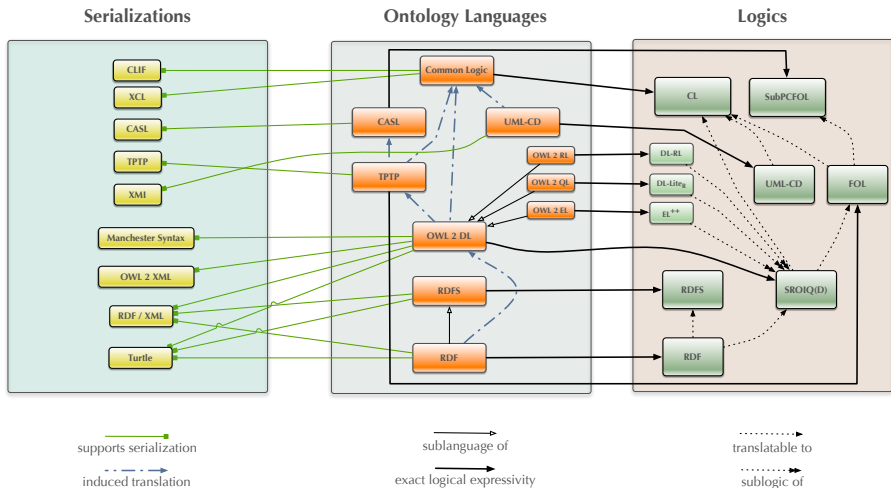 Serializations
Ontology Languages
Logics
CLIF
XCL
CASL
TPTP
XMI
Manchester Syntax
OWL 2 XML
RDF / XML
Turtle
Common Logic
CASL
UML-CD
TPTP
OWL 2 RL
OWL 2 QL
OWL 2 EL
OWL 2 DL
RDFS
RDF
CL
SubPCFOL
DL-RL
DL-LiteR
EL++
UML-CD
FOL
RDFS
SROIQ(D)
RDF
supports serialization
sublanguage of
translatable to
induced translation
exact logical expressivity
sublogic of